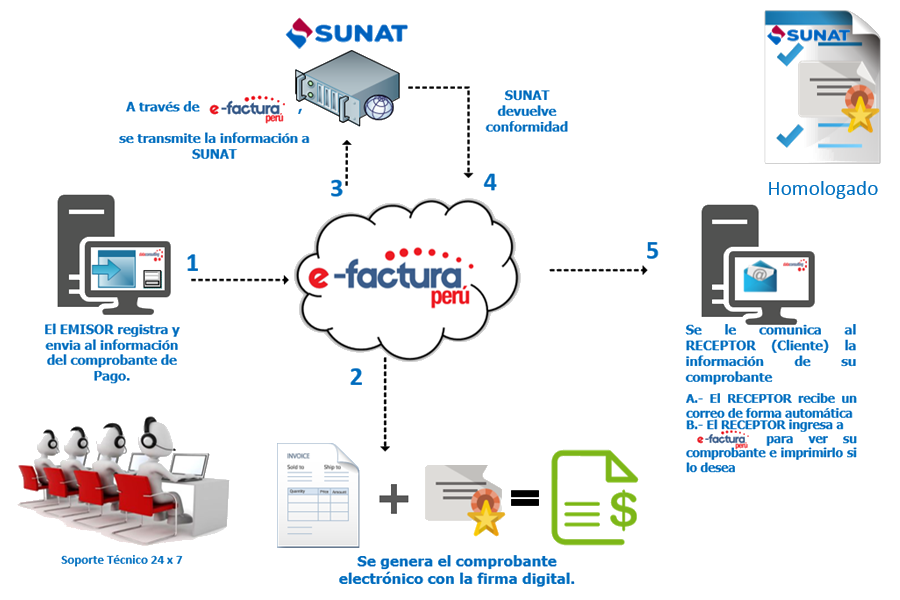 SUNAT
SUNAT
A través de e-factura perú ,
se transmite la información a
SUNAT
SUNAT
devuelve
conformidad
Homologado
3
4
1
5
e-factura
perú
El EMISOR registra y
envia al información
del comprobante de
Pago.
2
Se le comunica al
RECEPTOR (Cliente) la
información de su
comprobante
A.- El RECEPTOR recibe un
correo de forma automática
B.- El RECEPTOR ingresa a
e-factura perú para ver su
comprobante e imprimirlo si
lo desea
INVOICE
Sold to Ship to
Quantity Price Amount
+ =
$
Soporte Técnico 24 x 7
Se genera el comprobante
electrónico con la firma digital.